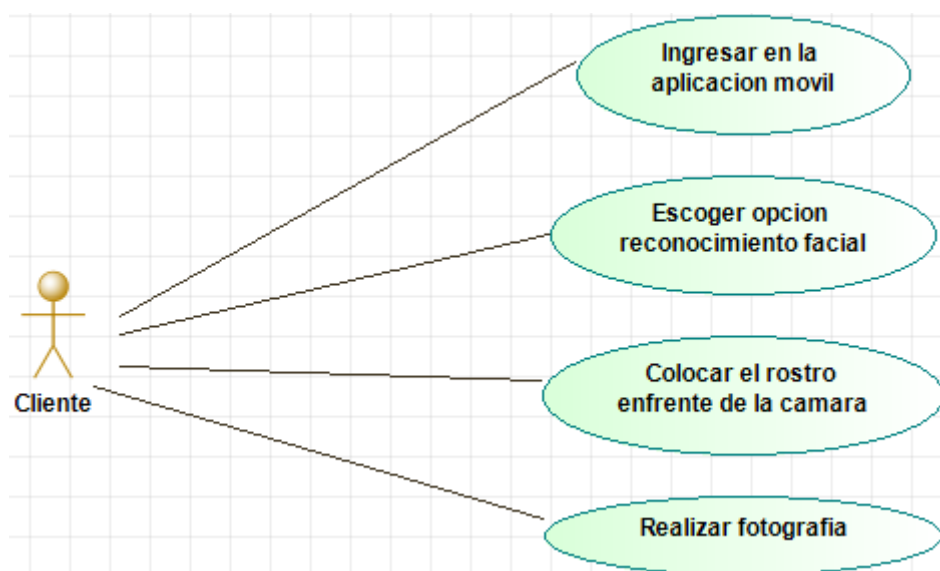 Ingresar en la
aplicacion movil
Escoger opcion
reconocimiento facial
Cliente
Colocar el rostro
enfrente de la camara
Realizar fotografia